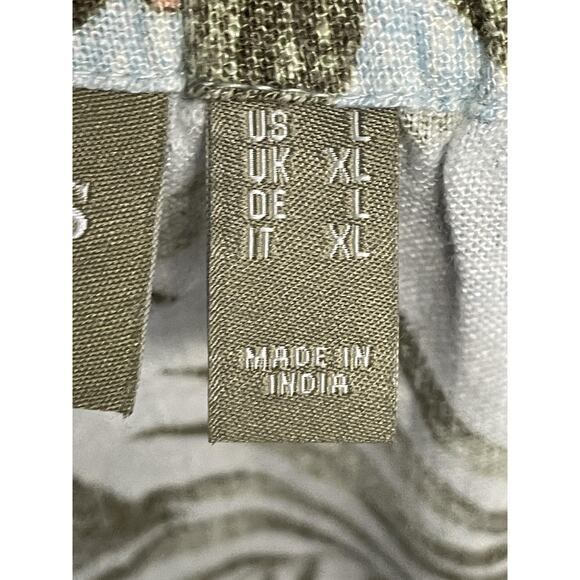 US L
UK XL
DE L
IT XL
MADE IN
INDIA
S